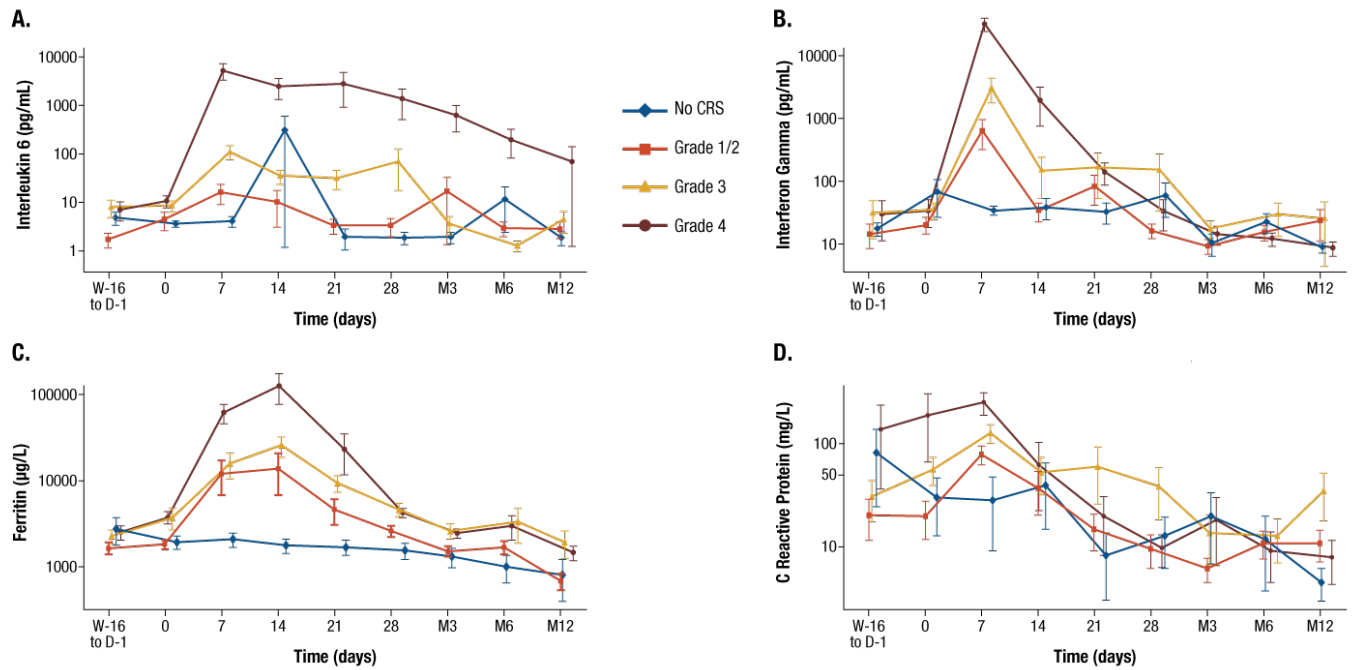 A.
Interleukin 6 (pg/mL)
10000
1000
100
10
1
W-16 to D-1
0
7
14
21
28
M3
M6
M12
Time (days)
No CRS
Grade 1/2
Grade 3
Grade 4
B.
Interferon Gamma (pg/mL)
10000
1000
100
10
W-16 to D-1
0
7
14
21
28
M3
M6
M12
Time (days)
C.
Ferritin (µg/L)
100000
10000
1000
W-16 to D-1
0
7
14
21
28
M3
M6
M12
Time (days)
D.
C Reactive Protein (mg/L)
100
50
10
W-16 to D-1
0
7
14
21
28
M3
M6
M12
Time (days)